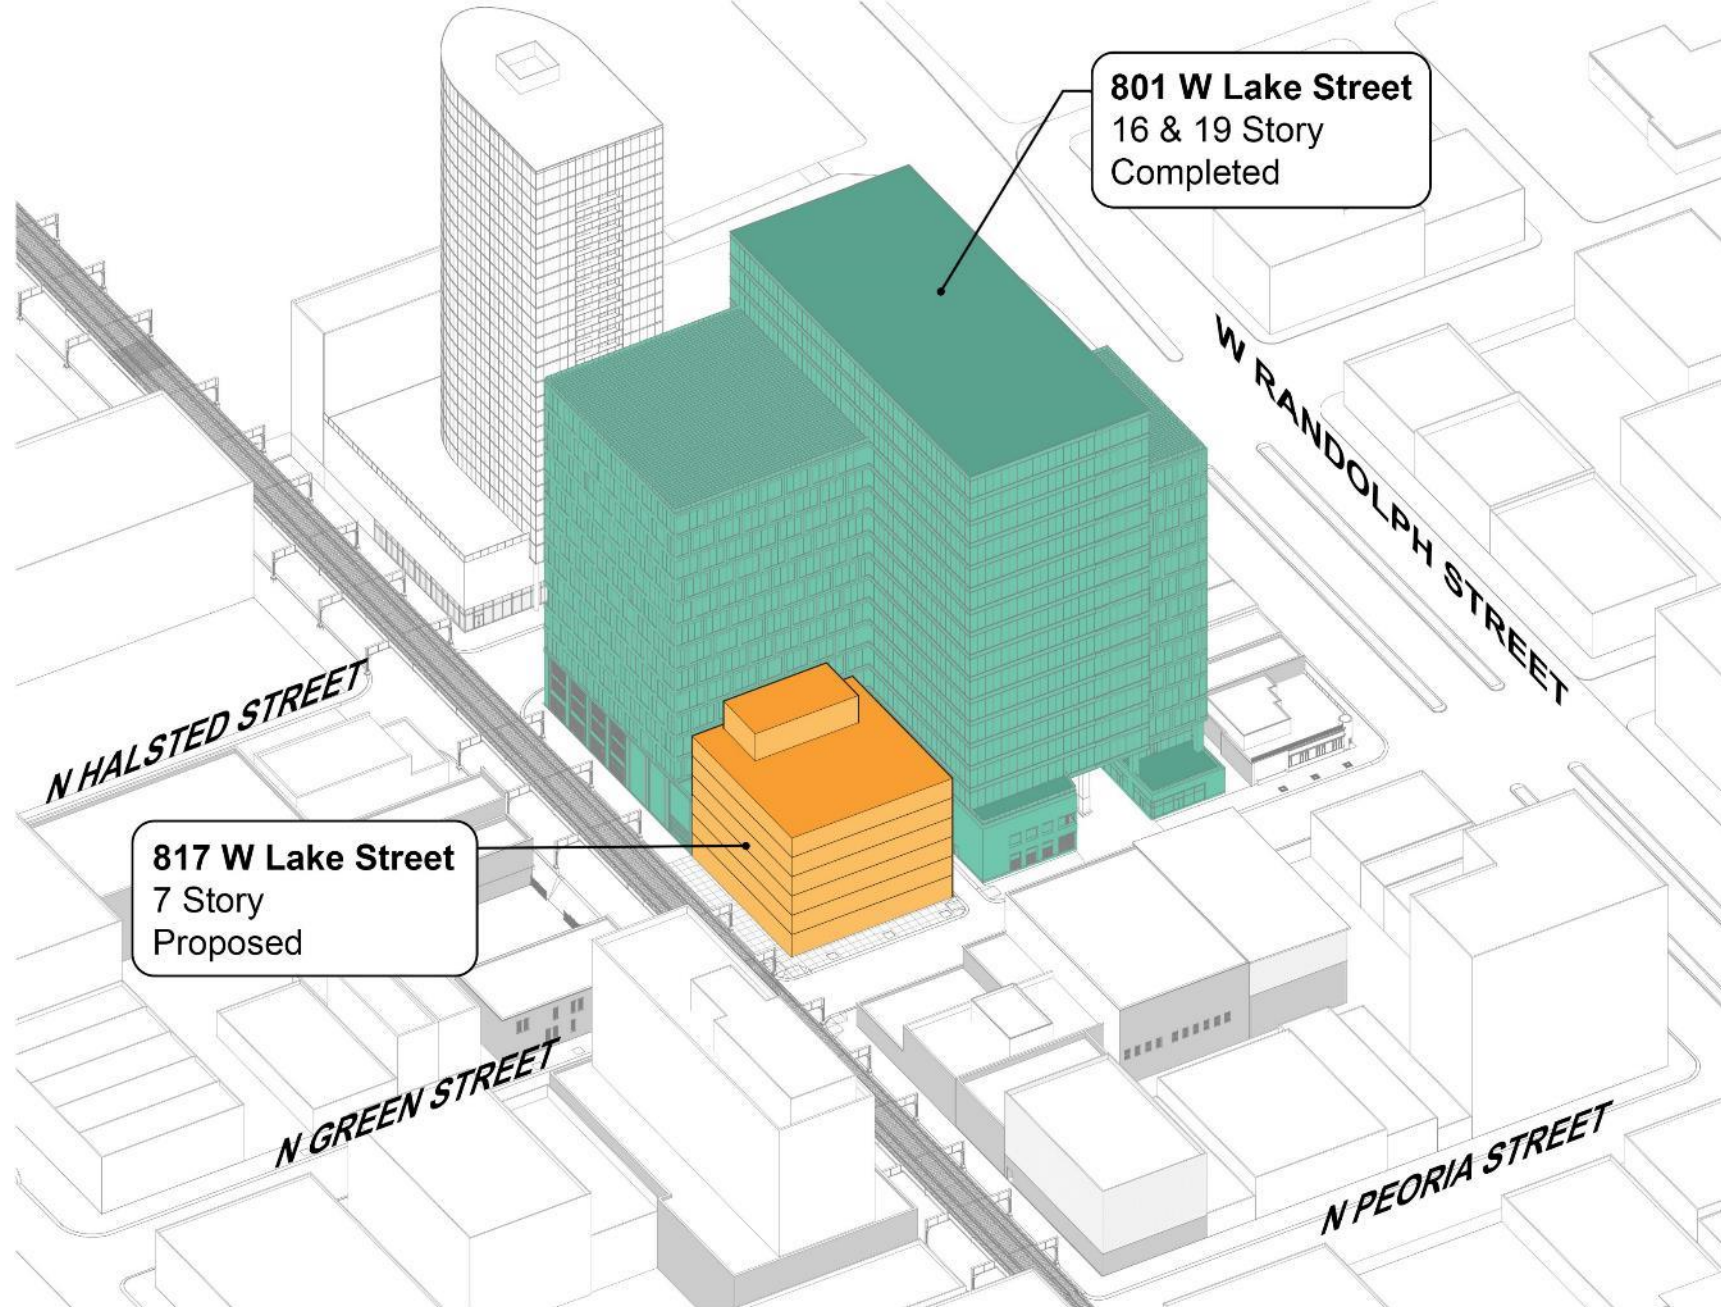 801 W Lake Street
16 & 19 Story
Completed
W RANDOLPH STREET
N HALSTED STREET
817 W Lake Street
7 Story
Proposed
N GREEN STREET
N PEORIA STREET